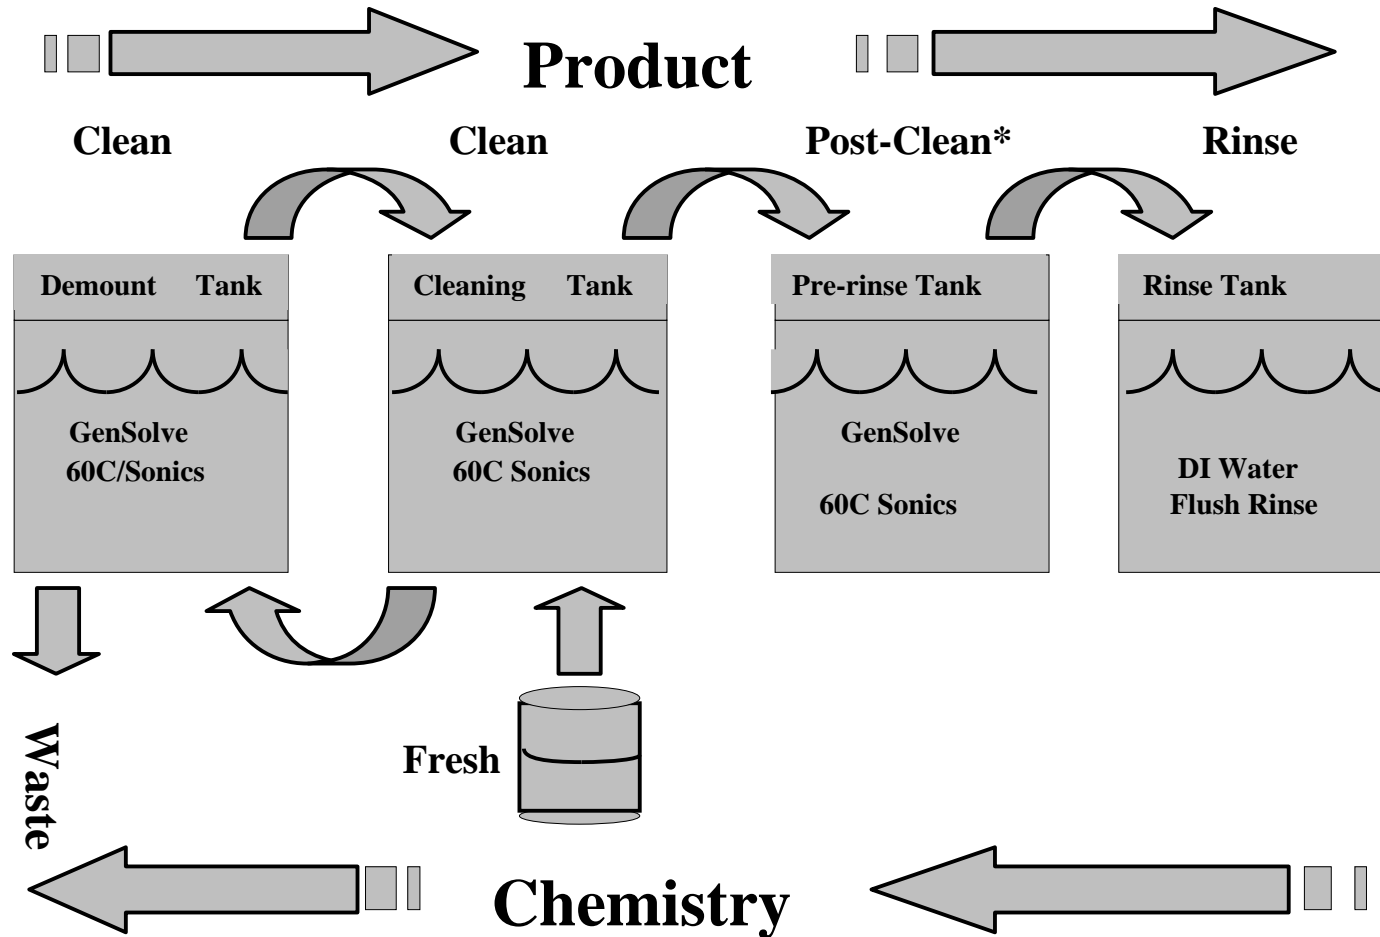 Product
Clean Clean Post-Clean* Rinse
Demount Tank Cleaning Tank Pre-rinse Tank Rinse Tank
GenSolve GenSolve GenSolve
60C/Sonics 60C Sonics DI Water
60C Sonics Flush Rinse
Waste
Fresh
Chemistry